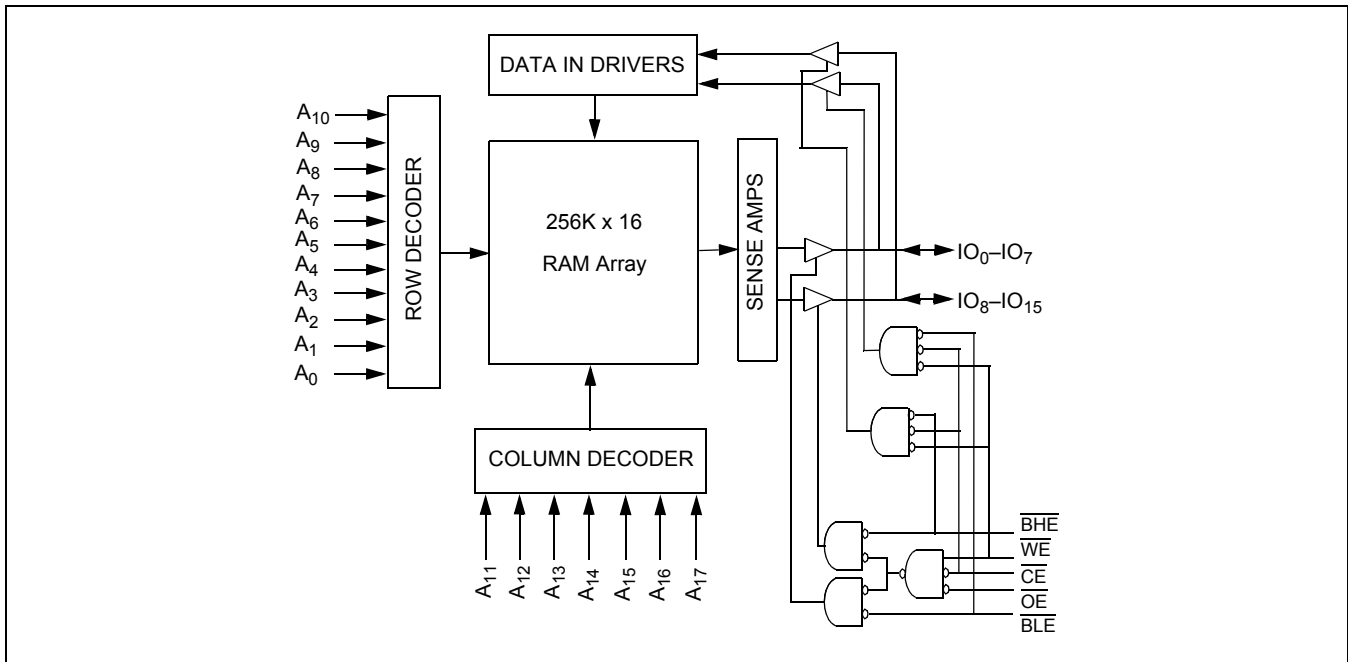 DATA IN DRIVERS
A10
A9
A8
A7
A6
A5
A4
A3
A2
A1
A0
ROW DECODER
256K x 16
RAM Array
SENSE AMPS
IO0–IO7
IO8–IO15
COLUMN DECODER
A11
A12
A13
A14
A15
A16
A17
BHE
WE
CE
OE
BLE